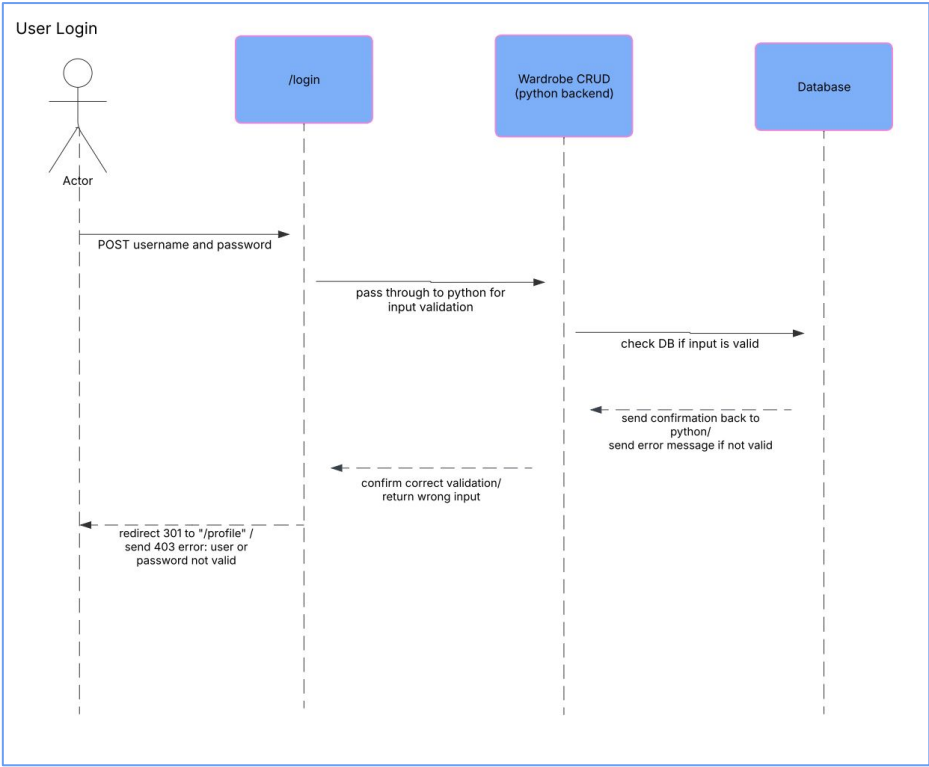 User Login
/login
Wardrobe CRUD
(python backend)
Database
Actor
POST username and password
pass through to python for
input validation
check DB if input is valid
send confirmation back to
python/
send error message if not valid
confirm correct validation/
return wrong input
redirect 301 to "/profile" /
send 403 error: user or
password not valid